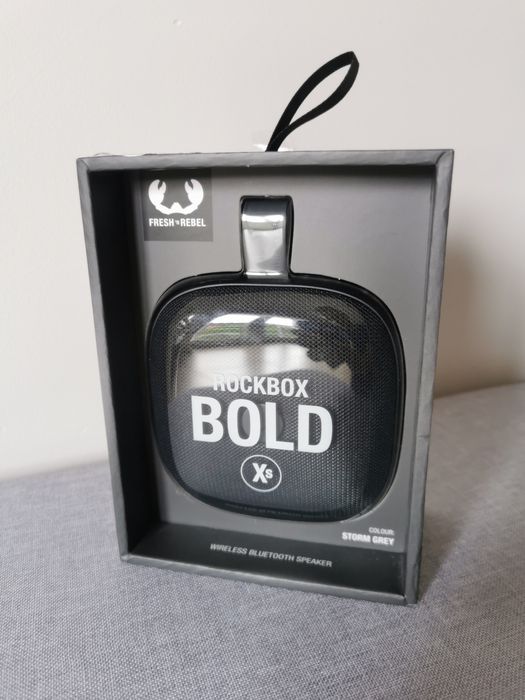 FRESH 'N REBEL
ROCKBOX
BOLD
Xs
COLOUR:
STORM GREY
WIRELESS BLUETOOTH SPEAKER